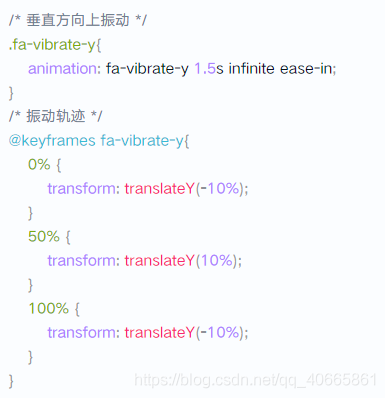 /* 垂直方向上振动 */
.fa-vibrate-y{
    animation: fa-vibrate-y 1.5s infinite ease-in;
}
/* 振动轨迹 */
@keyframes fa-vibrate-y{
    0% {
        transform: translateY(-10%);
    }
    50% {
        transform: translateY(10%);
    }
    100% {
        transform: translateY(-10%);
    }
}
https://blog.csdn.net/qq_40665861